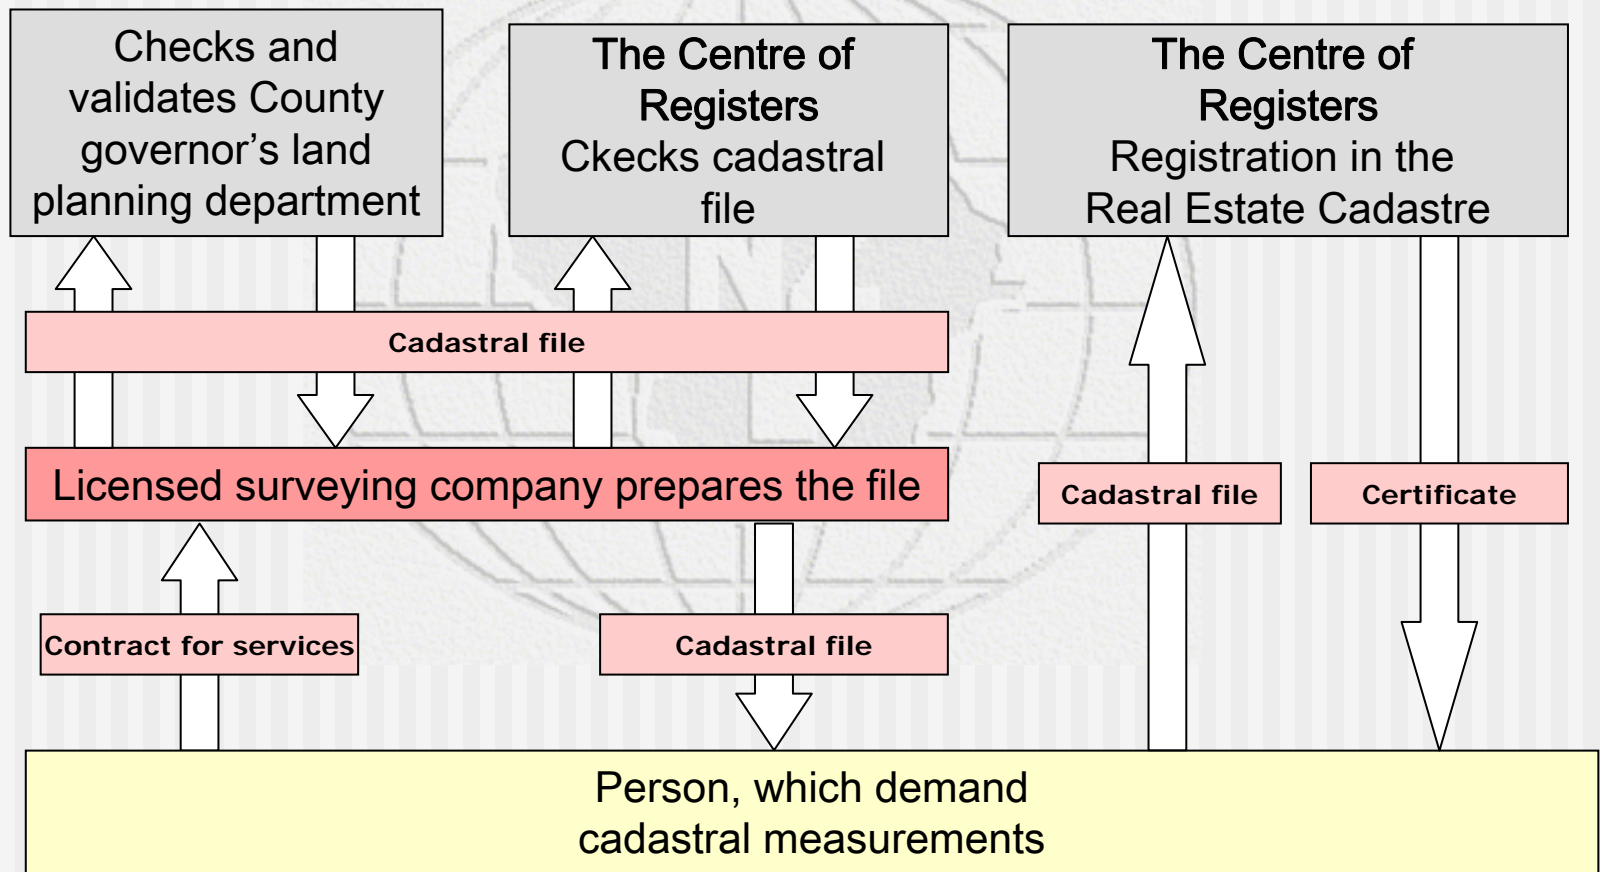 Checks and
validates County
governor’s land
planning department
The Centre of
Registers
Ckecks cadastral
file
The Centre of
Registers
Registration in the
Real Estate Cadastre
Cadastral file
Licensed surveying company prepares the file
Cadastral file
Certificate
Contract for services
Cadastral file
Person, which demand
cadastral measurements